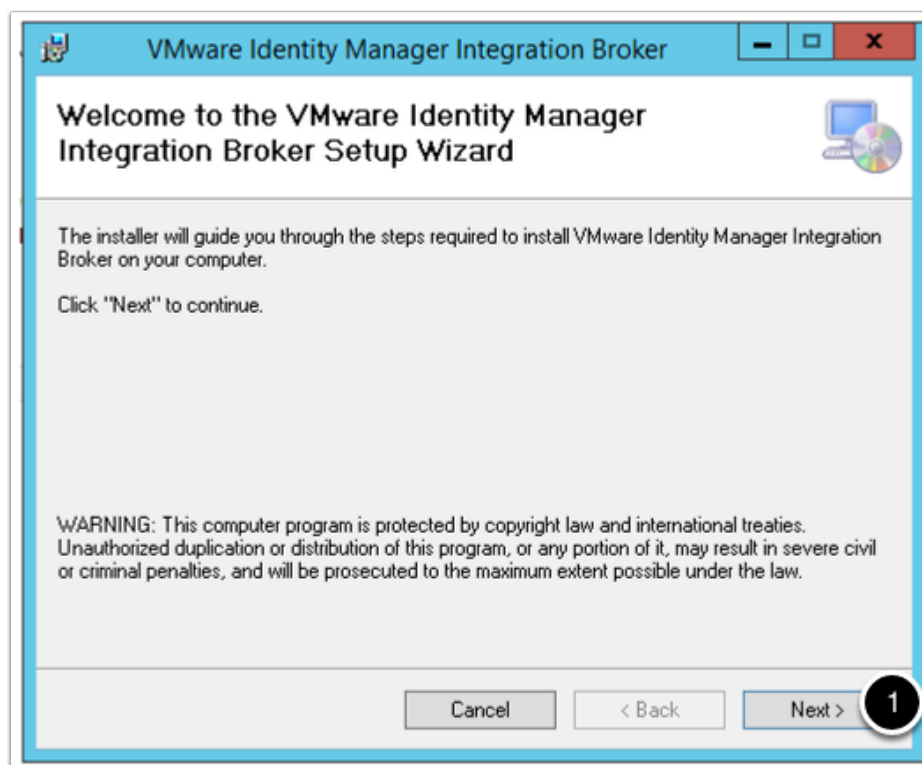 VMware Identity Manager Integration Broker
Welcome to the VMware Identity Manager
Integration Broker Setup Wizard
The installer will guide you through the steps required to install VMware Identity Manager Integration
Broker on your computer.
Click "Next" to continue.
WARNING: This computer program is protected by copyright law and international treaties.
Unauthorized duplication or distribution of this program, or any portion of it, may result in severe civil
or criminal penalties, and will be prosecuted to the maximum extent possible under the law.
Cancel < Back Next > 1